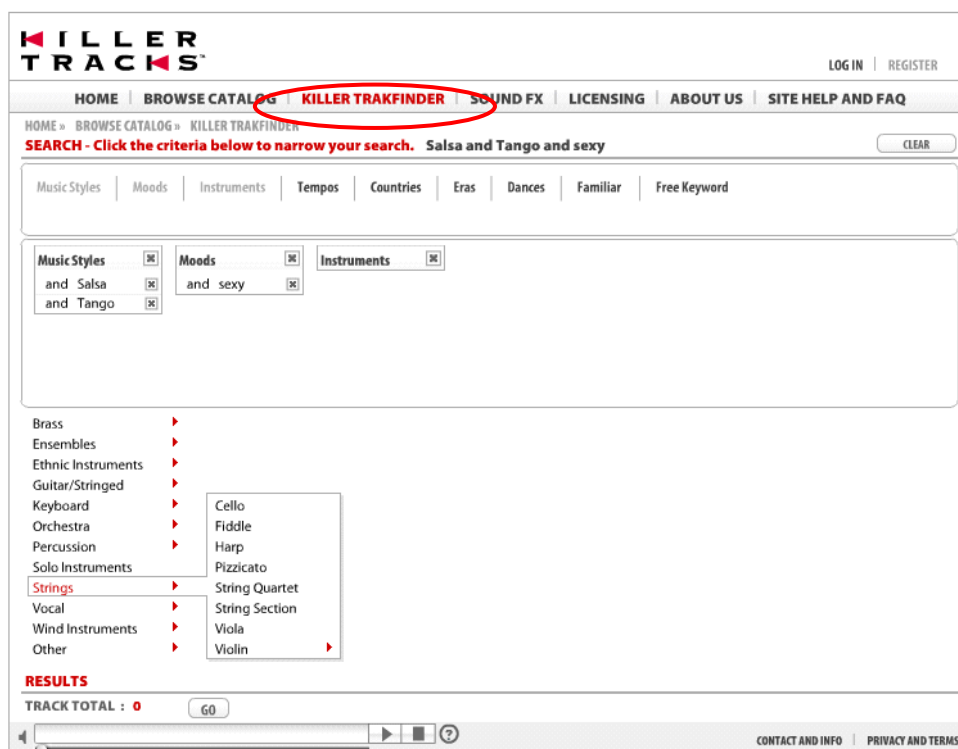 KILLER
TRACKS™
LOG IN | REGISTER
HOME | BROWSE CATALOG | KILLER TRAKFINDER | SOUND FX | LICENSING | ABOUT US | SITE HELP AND FAQ
HOME » BROWSE CATALOG » KILLER TRAKFINDER
SEARCH - Click the criteria below to narrow your search. Salsa and Tango and sexy CLEAR
Music Styles | Moods | Instruments | Tempos | Countries | Eras | Dances | Familiar | Free Keyword
Music Styles Moods Instruments
and Salsa and sexy
and Tango
Brass
Ensembles
Ethnic Instruments
Guitar/Stringed
Keyboard Cello
Orchestra Fiddle
Percussion Harp
Solo Instruments Pizzicato
Strings String Quartet
Vocal String Section
Wind Instruments Viola
Other Violin
RESULTS
TRACK TOTAL : 0 GO
?
CONTACT AND INFO | PRIVACY AND TERMS